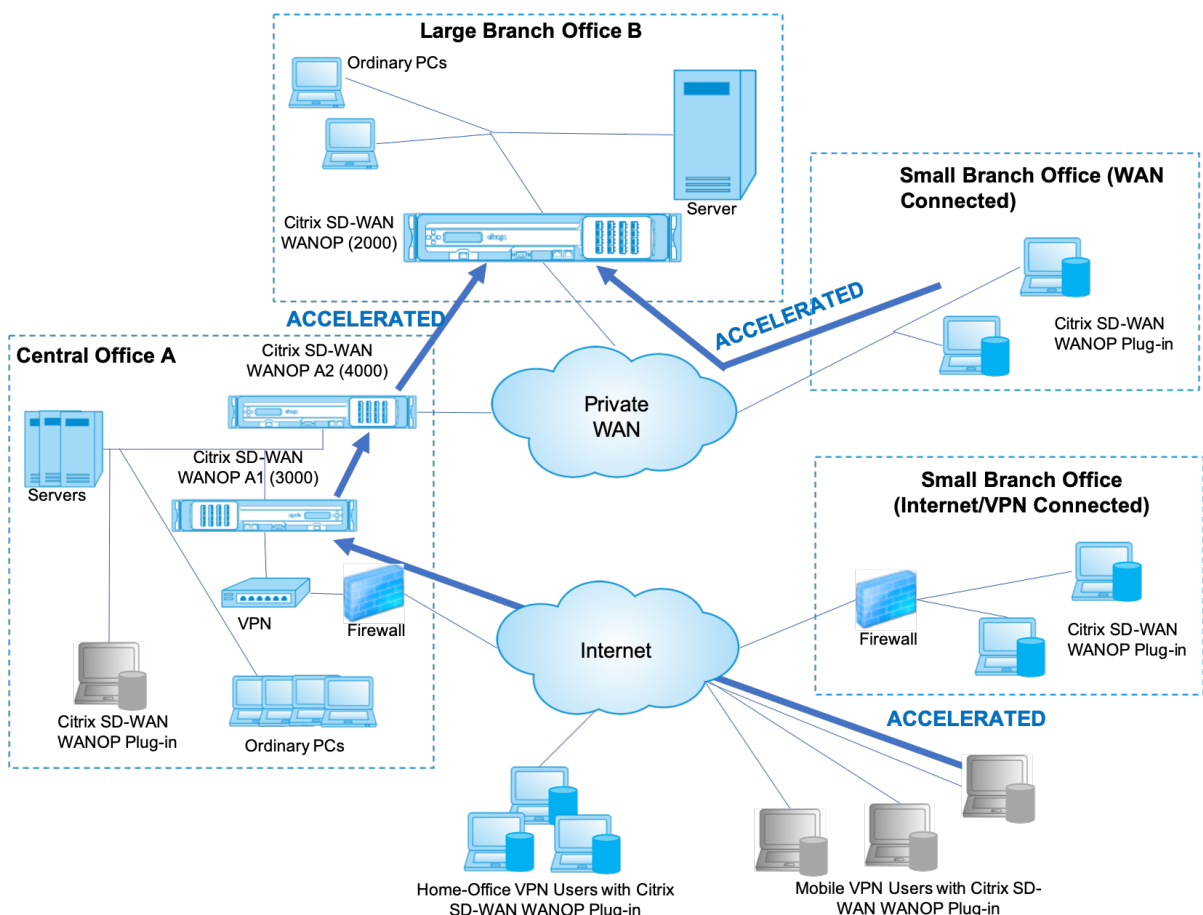 Large Branch Office B
Ordinary PCs
Server
Citrix SD-WAN
WANOP (2000)
Small Branch Office (WAN
Connected)
Citrix SD-WAN
WANOP Plug-in
ACCELERATED
ACCELERATED
Central Office A
Citrix SD-WAN
WANOP A2 (4000)
Private
WAN
Citrix SD-WAN
WANOP A1 (3000)
Servers
VPN
Firewall
Citrix SD-WAN
WANOP Plug-in
Ordinary PCs
Internet
Small Branch Office
(Internet/VPN Connected)
Firewall
Citrix SD-WAN
WANOP Plug-in
ACCELERATED
Home-Office VPN Users with Citrix
SD-WAN WANOP Plug-in
Mobile VPN Users with Citrix SD-
WAN WANOP Plug-in